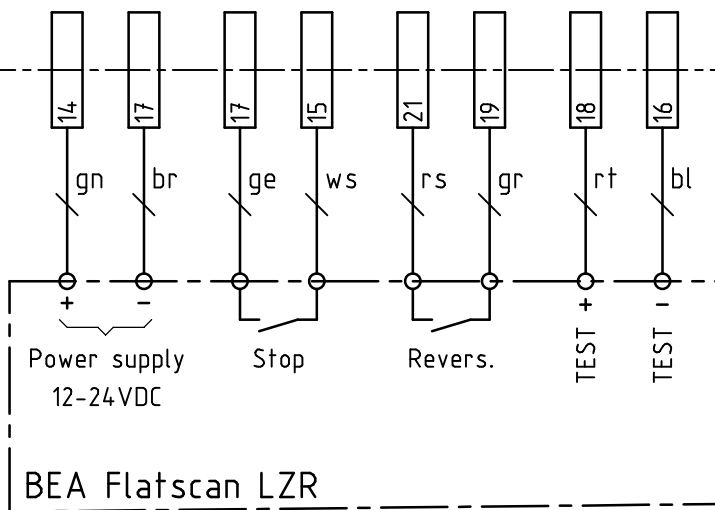 14 17 17 15 21 19 18 16
gn br ge ws rs gr rt bl
+ − + −
Power supply
12-24VDC
Stop
Revers.
TEST
TEST
BEA Flatscan LZR